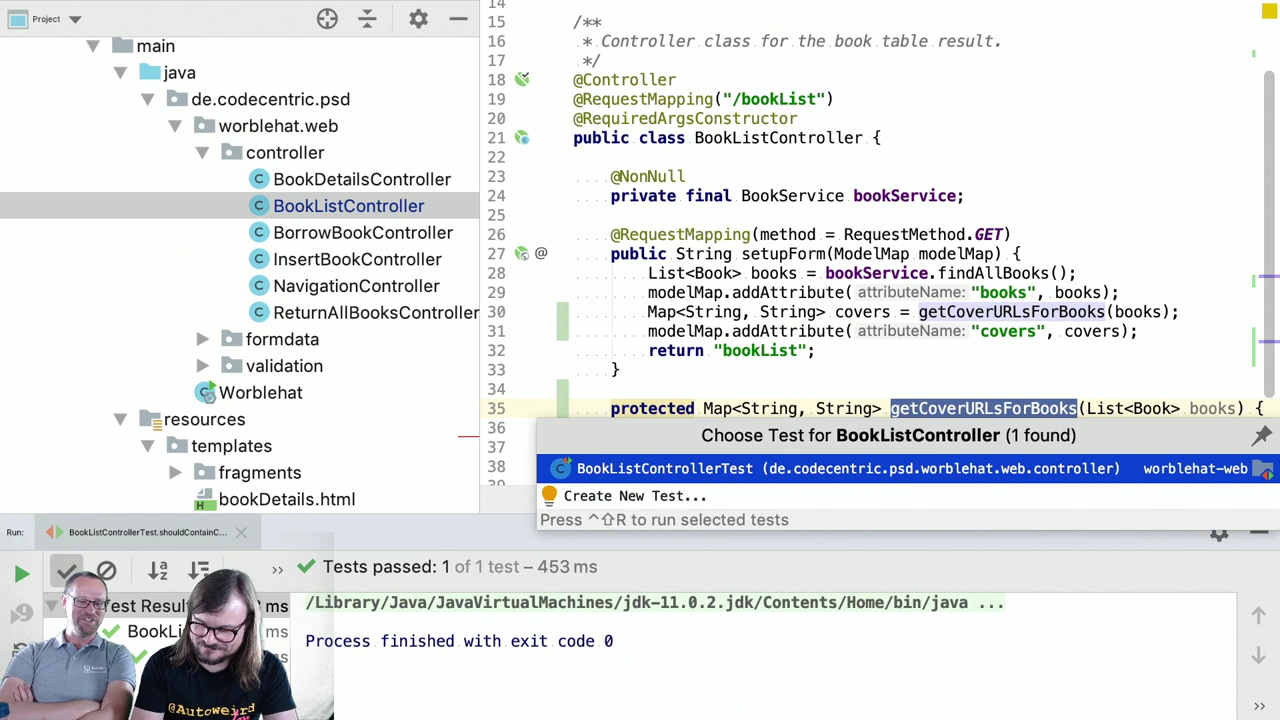 Project
main
java
de.codecentric.psd
worblehat.web
controller
BookDetailsController
BookListController
BorrowBookController
InsertBookController
NavigationController
ReturnAllBooksController
formdata
validation
Worblehat
resources
templates
fragments
bookDetails.html
14
15 /**
16 * Controller class for the book table result.
17 */
18 @Controller
19 @RequestMapping("/bookList")
20 @RequiredArgsConstructor
21 public class BookListController {
22
23 @NonNull
24 private final BookService bookService;
25
26 @RequestMapping(method = RequestMethod.GET)
27 @ public String setupForm(ModelMap modelMap) {
28 List<Book> books = bookService.findAllBooks();
29 modelMap.addAttribute( attributeName: "books", books);
30 Map<String, String> covers = getCoverURLsForBooks(books);
31 modelMap.addAttribute( attributeName: "covers", covers);
32 return "bookList";
33 }
34
35 protected Map<String, String> getCoverURLsForBooks(List<Book> books) {
36
37
38
39
Choose Test for BookListController (1 found)
BookListControllerTest (de.codecentric.psd.worblehat.web.controller) worblehat-web
Create New Test...
Press ^⇧R to run selected tests
Run: BookListControllerTest.shouldContainC...
>> Tests passed: 1 of 1 test – 453 ms
Test Resul ms
BookLi ms
ms
/Library/Java/JavaVirtualMachines/jdk-11.0.2.jdk/Contents/Home/bin/java ...
Process finished with exit code 0
@Autoweird
>>